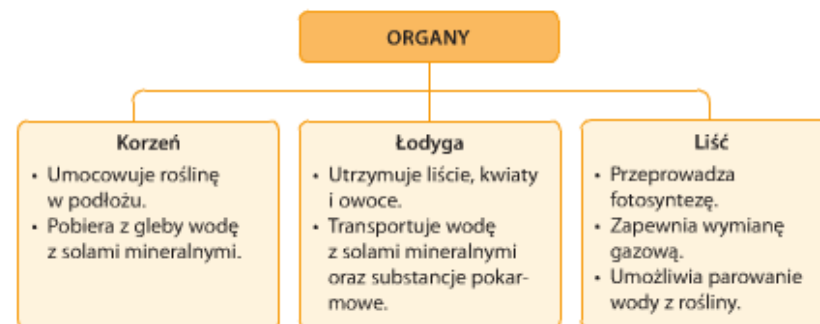 ORGANY
Korzeń
• Umocowuje roślinę
w podłożu.
• Pobiera z gleby wodę
z solami mineralnymi.
Łodyga
• Utrzymuje liście, kwiaty
i owoce.
• Transportuje wodę
z solami mineralnymi
oraz substancje pokar-
mowe.
Liść
• Przeprowadza
fotosyntezę.
• Zapewnia wymianę
gazową.
• Umożliwia parowanie
wody z rośliny.